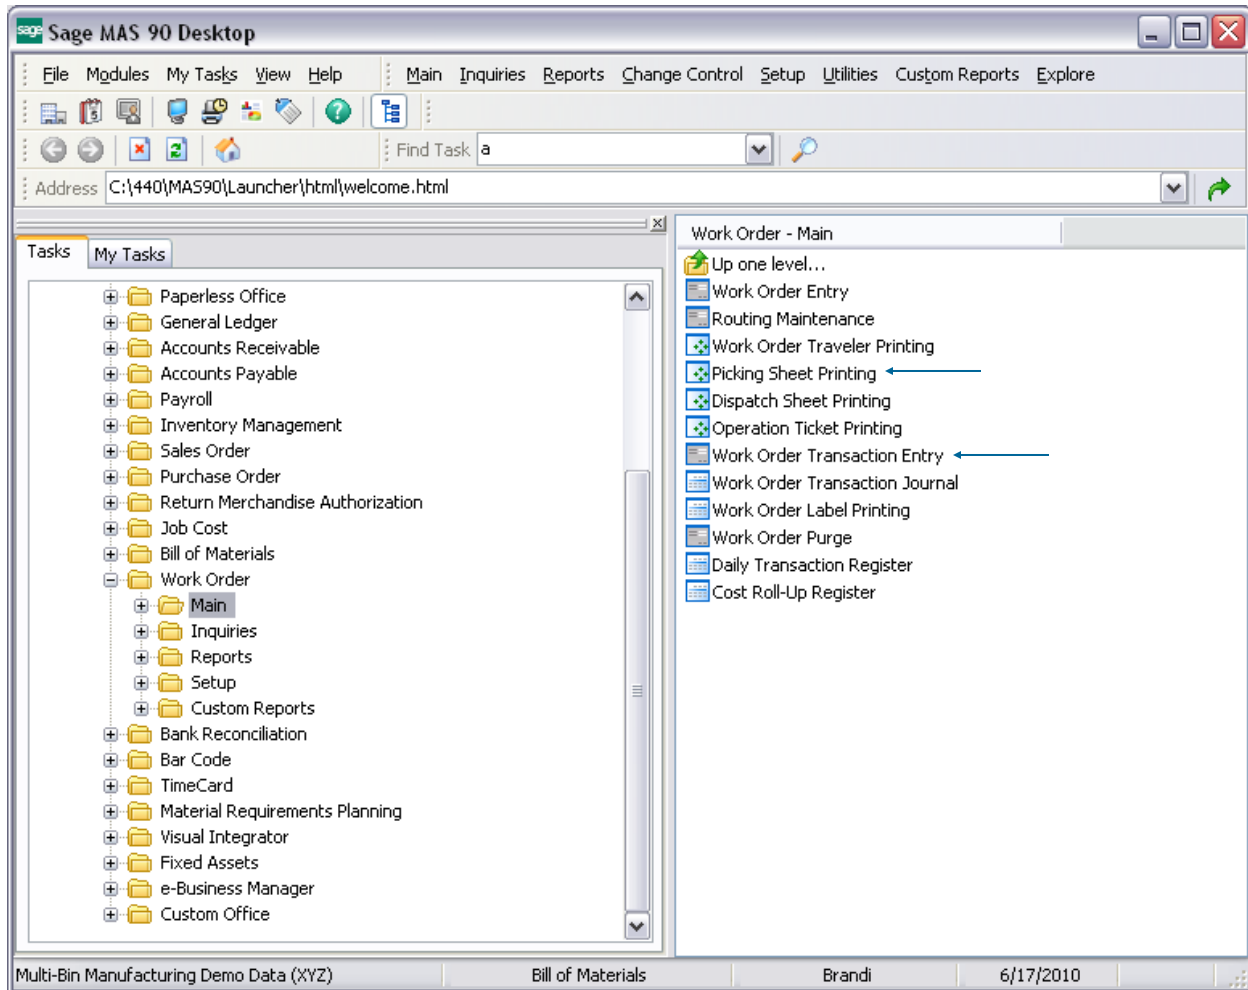 sage Sage MAS 90 Desktop
File Modules My Tasks View Help Main Inquiries Reports Change Control Setup Utilities Custom Reports Explore
Find Task a
Address C:\440\MAS90\Launcher\html\welcome.html
Tasks My Tasks
Paperless Office
General Ledger
Accounts Receivable
Accounts Payable
Payroll
Inventory Management
Sales Order
Purchase Order
Return Merchandise Authorization
Job Cost
Bill of Materials
Work Order
Main
Inquiries
Reports
Setup
Custom Reports
Bank Reconciliation
Bar Code
TimeCard
Material Requirements Planning
Visual Integrator
Fixed Assets
e-Business Manager
Custom Office
Work Order - Main
Up one level...
Work Order Entry
Routing Maintenance
Work Order Traveler Printing
Picking Sheet Printing
Dispatch Sheet Printing
Operation Ticket Printing
Work Order Transaction Entry
Work Order Transaction Journal
Work Order Label Printing
Work Order Purge
Daily Transaction Register
Cost Roll-Up Register
Multi-Bin Manufacturing Demo Data (XYZ) Bill of Materials Brandi 6/17/2010